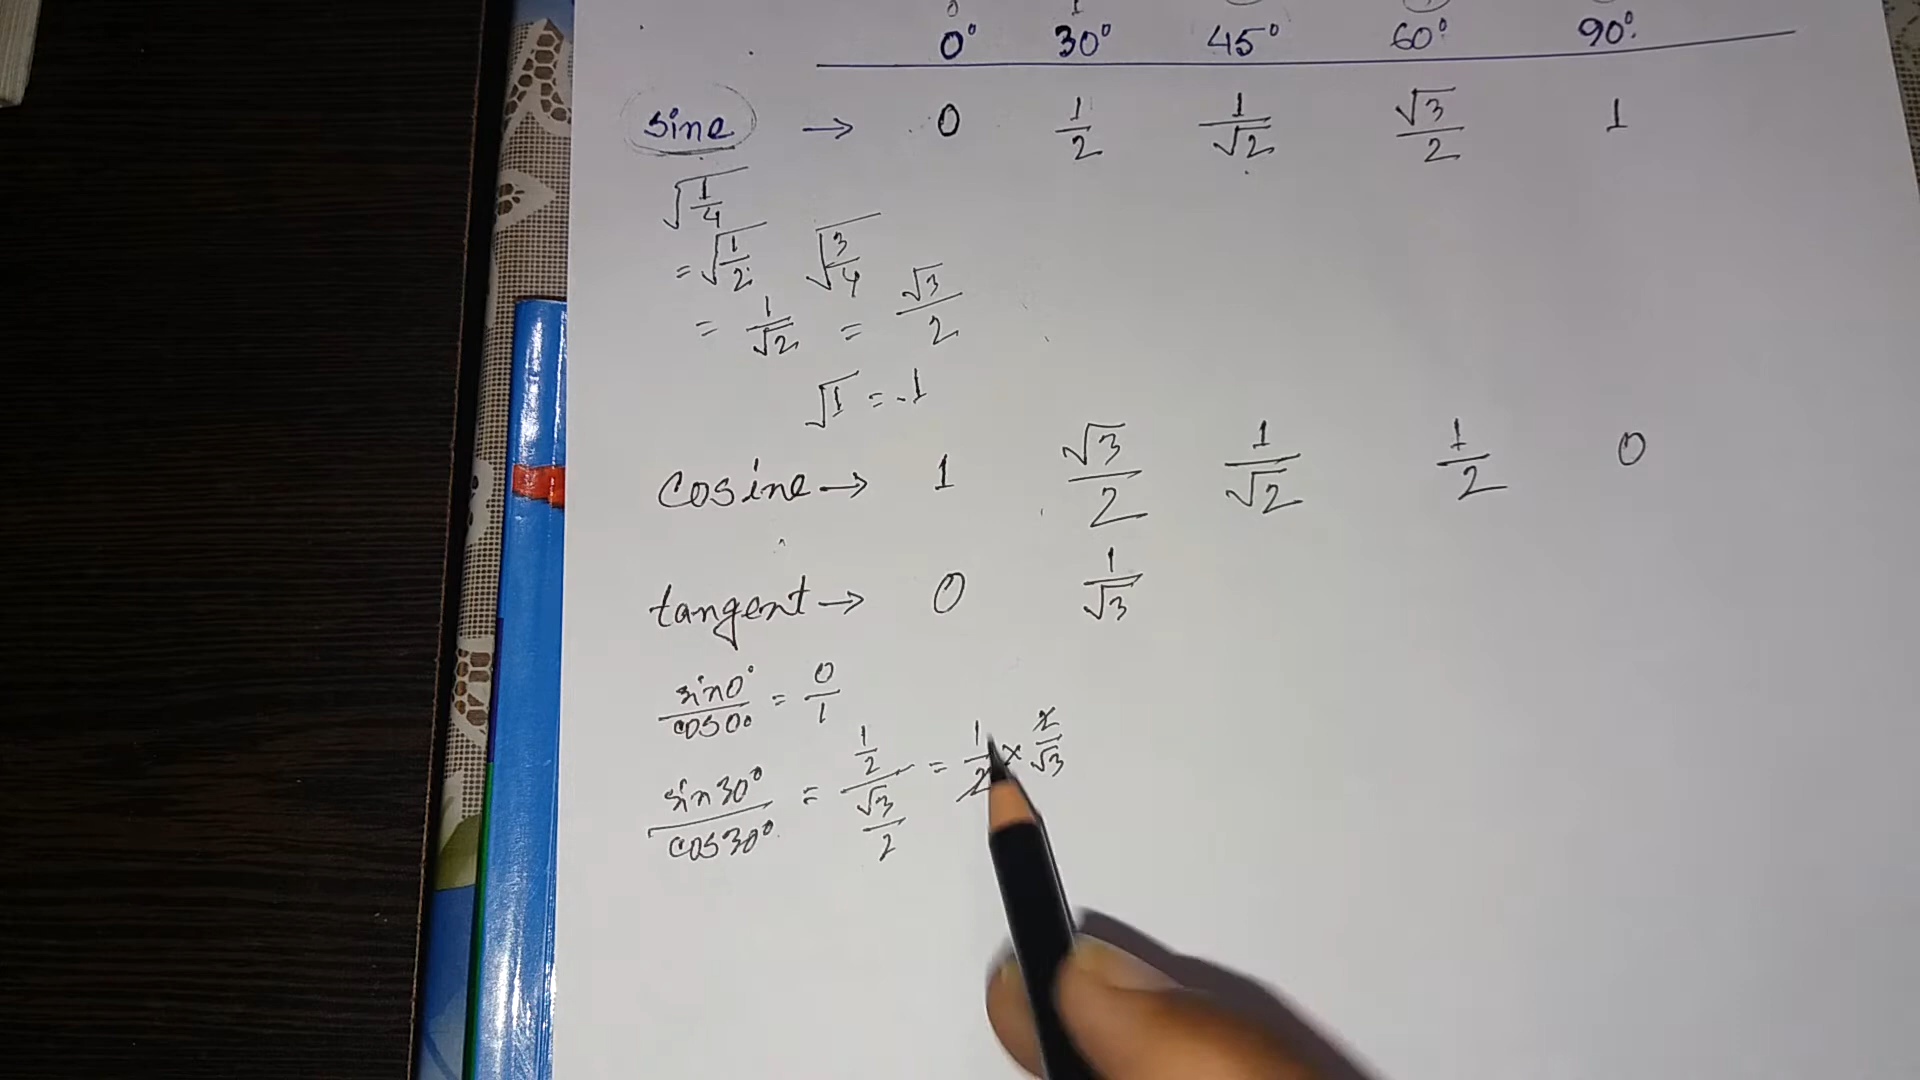 0° 30° 45° 60° 90°
sine → 0 1/2 1/√2 √3/2 1
√1/4
= √1/2 √3/4
= 1/√2 = √3/2
√1 = 1
cosine → 1 √3/2 1/√2 1/2 0
tangent → 0 1/√3
sin0°/cos0° = 0/1
sin30°/cos30° = 1/2/√3/2 = 1/2 × 2/√3